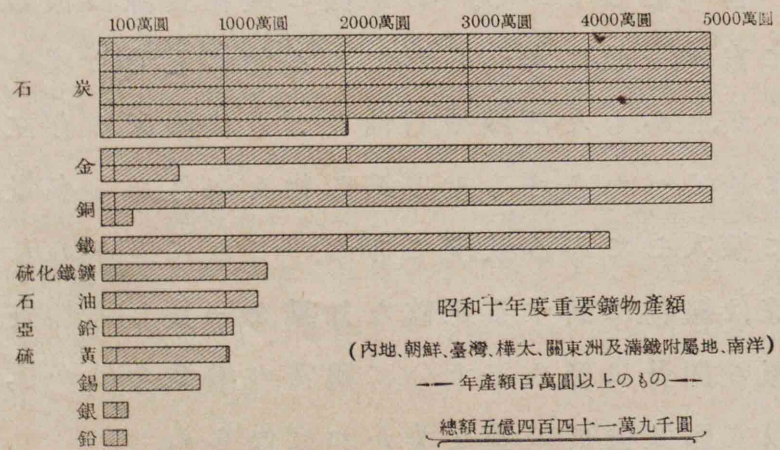 100萬圓 1000萬圓 2000萬圓 3000萬圓 4000萬圓 5000萬圓
石炭
金
銅
鐵
硫化鐵鑛
石油
亞鉛
硫黃
錫
銀
鉛
昭和十年度重要鑛物產額
(內地、朝鮮、臺灣、樺太、關東洲及滿鐵附屬地、南洋)
年產額百萬圓以上のもの
總額五億四百四十一萬九千圓